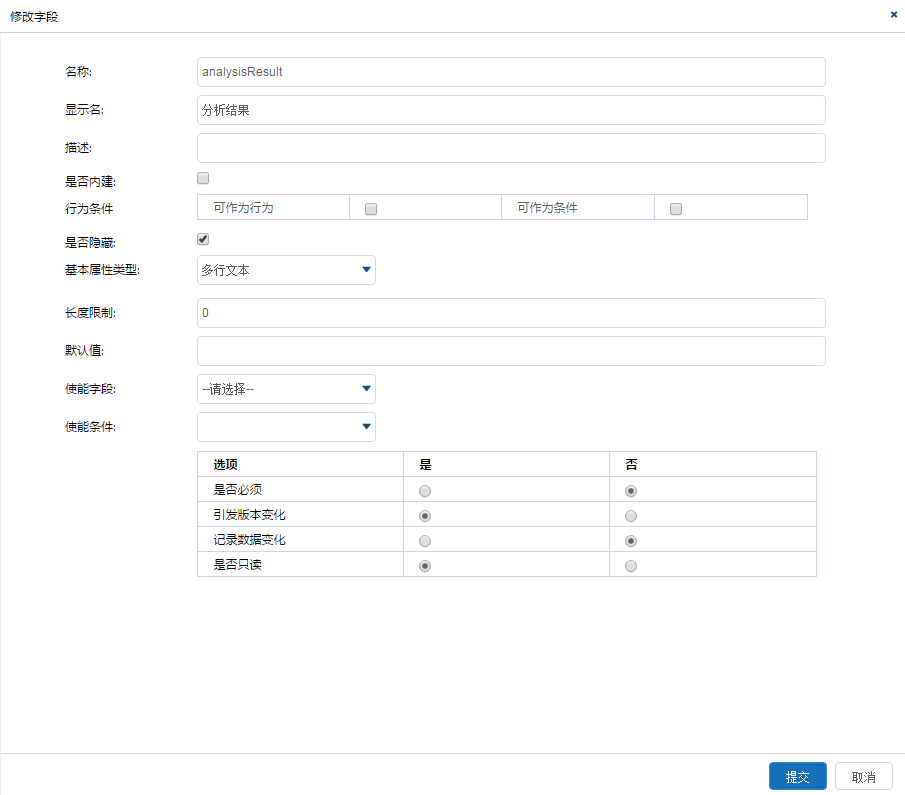 修改字段
名称: analysisResult
显示名: 分析结果
描述:
是否内建:
行为条件 可作为行为 可作为条件
是否隐藏:
基本属性类型: 多行文本
长度限制: 0
默认值:
使能字段: --请选择--
使能条件:
选项 是 否
是否必须
引发版本变化
记录数据变化
是否只读
提交 取消